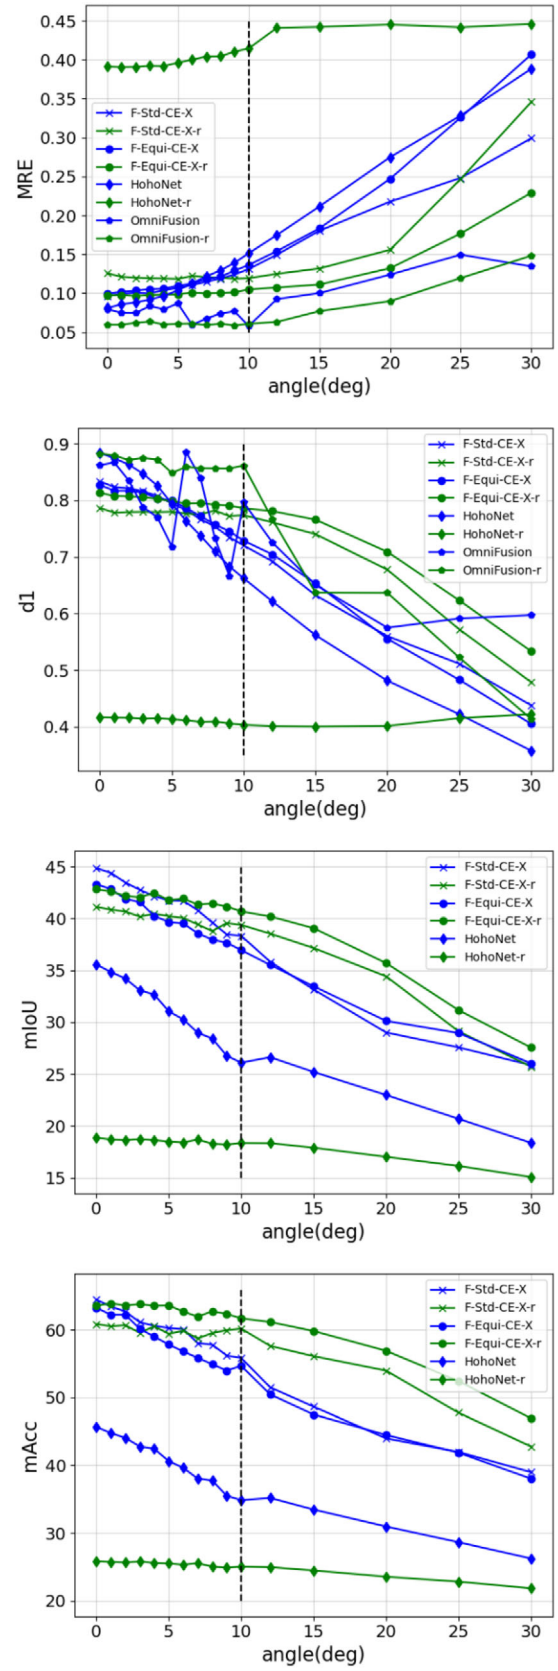 0.45
0.40
0.35
0.30
0.25
0.20
0.15
0.10
0.05
MRE
F-Std-CE-X
F-Std-CE-X-r
F-Equi-CE-X
F-Equi-CE-X-r
HohoNet
HohoNet-r
OmniFusion
OmniFusion-r
0 5 10 15 20 25 30
angle(deg)
0.9
0.8
0.7
0.6
0.5
0.4
d1
F-Std-CE-X
F-Std-CE-X-r
F-Equi-CE-X
F-Equi-CE-X-r
HohoNet
HohoNet-r
OmniFusion
OmniFusion-r
0 5 10 15 20 25 30
angle(deg)
45
40
35
30
25
20
15
mIoU
F-Std-CE-X
F-Std-CE-X-r
F-Equi-CE-X
F-Equi-CE-X-r
HohoNet
HohoNet-r
0 5 10 15 20 25 30
angle(deg)
60
50
40
30
20
mAcc
F-Std-CE-X
F-Std-CE-X-r
F-Equi-CE-X
F-Equi-CE-X-r
HohoNet
HohoNet-r
0 5 10 15 20 25 30
angle(deg)